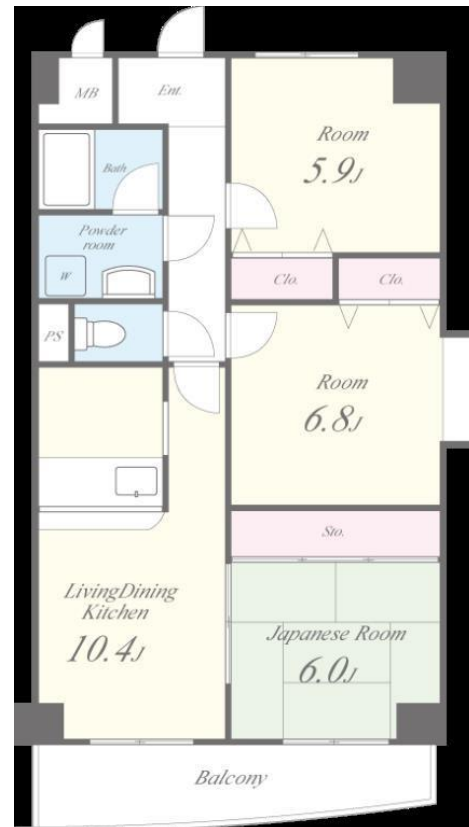 MB
Ent.
Room
5.9J
Bath
Powder
room
W
Clo.
Clo.
PS
Room
6.8J
Sto.
LivingDining
Kitchen
10.4J
Japanese Room
6.0J
Balcony